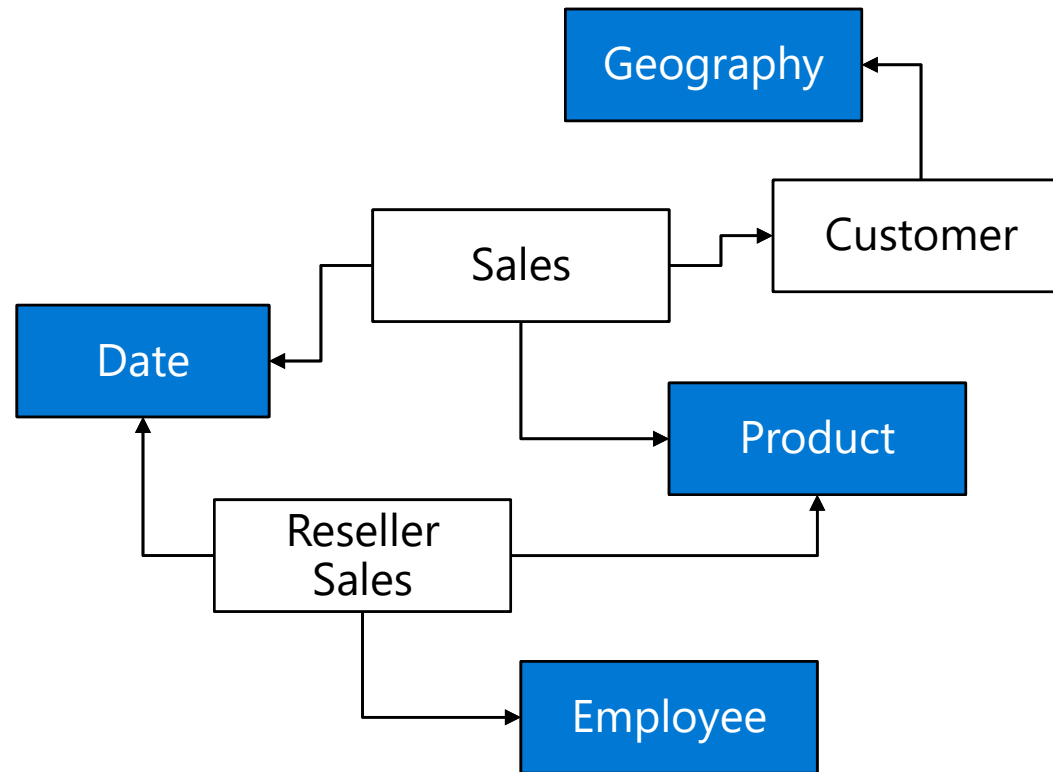 Geography
Customer
Sales
Date
Product
Reseller
Sales
Employee